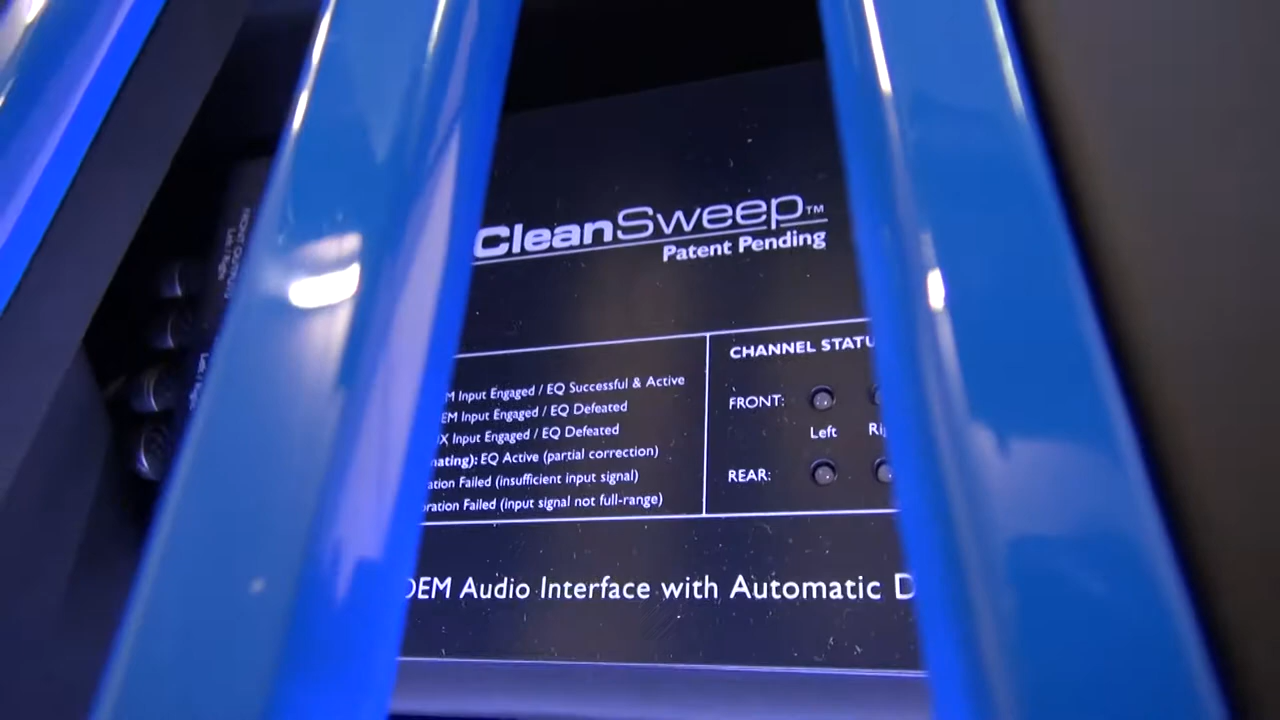 CleanSweep™
Patent Pending
M Input Engaged / EQ Successful & Active
EM Input Engaged / EQ Defeated
X Input Engaged / EQ Defeated
nating): EQ Active (partial correction)
ation Failed (insufficient input signal)
ration Failed (input signal not full-range)
CHANNEL STATU
FRONT:
Left Ri
REAR:
OEM Audio Interface with Automatic D